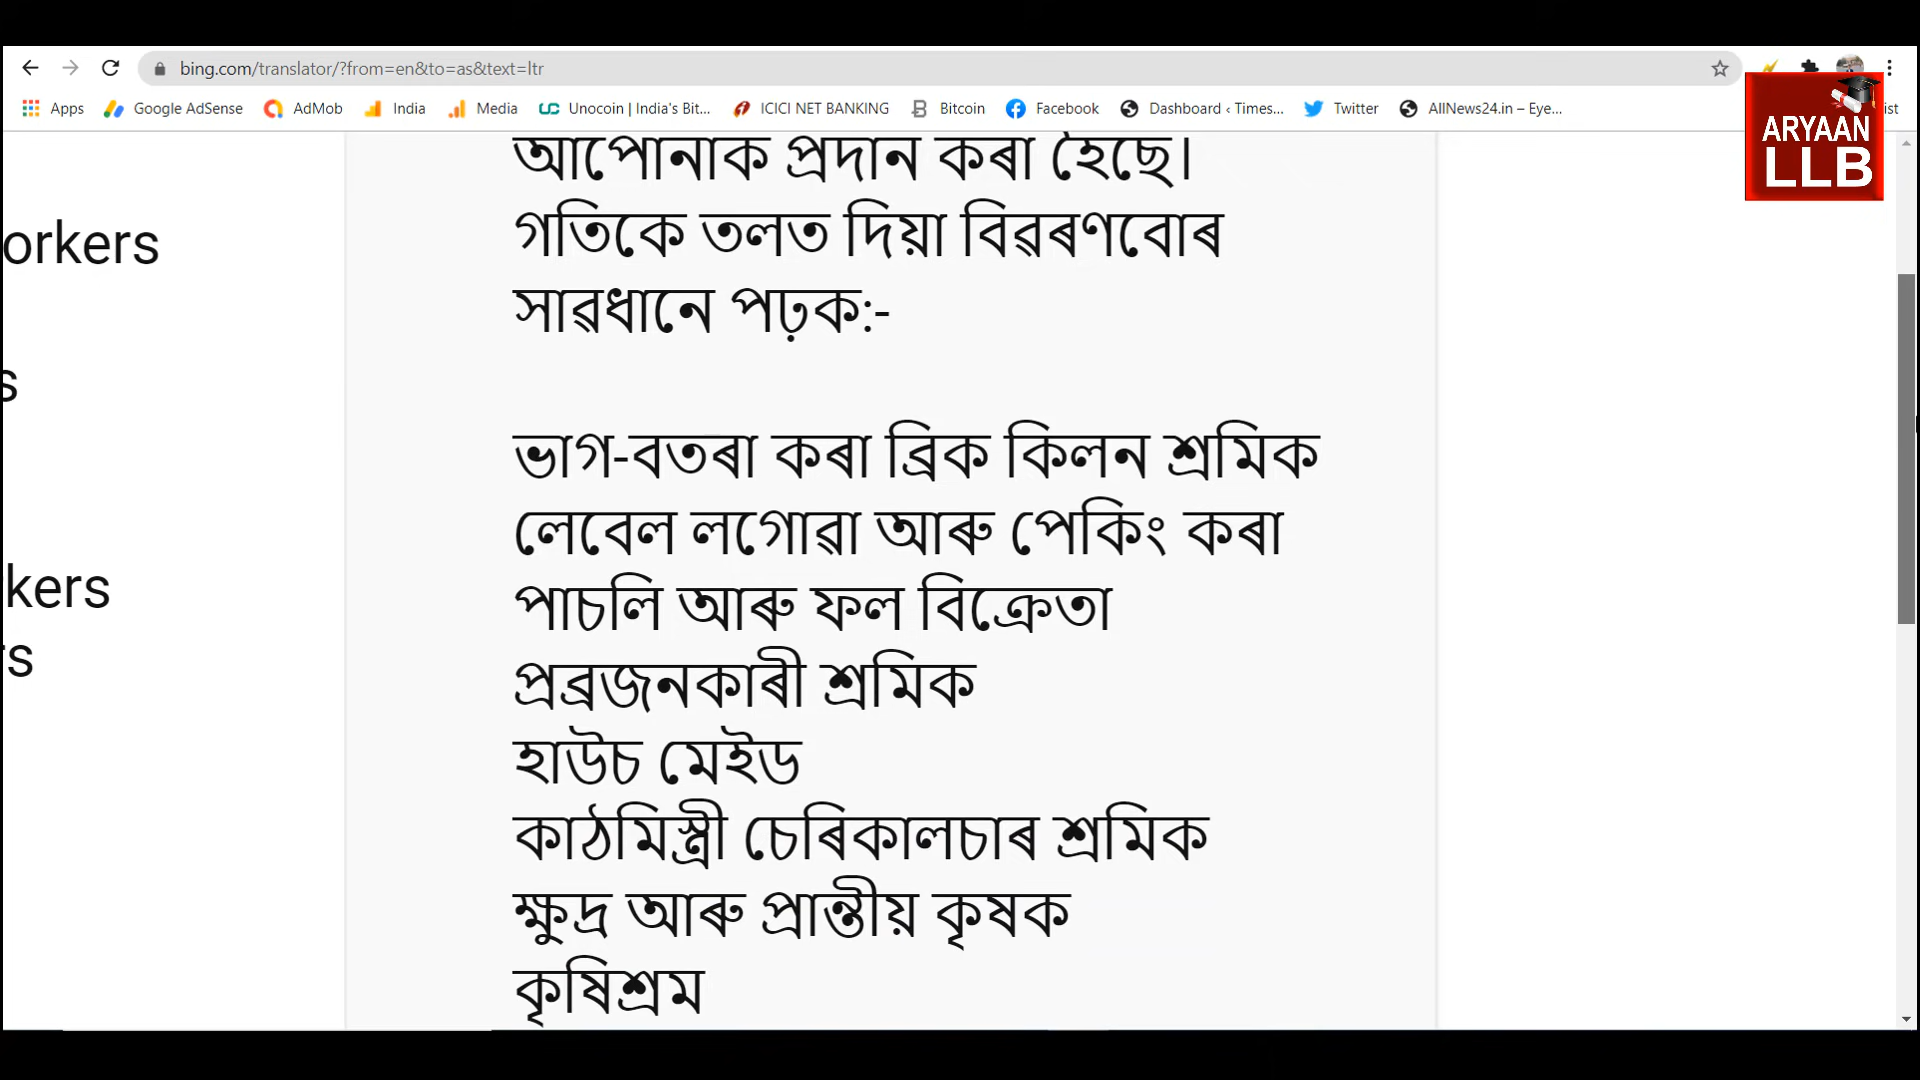 bing.com/translator/?from=en&to=as&text=ltr
Apps Google AdSense AdMob India Media Unocoin | India's Bit... ICICI NET BANKING Bitcoin Facebook Dashboard ‹ Times... Twitter AllNews24.in – Eye... ist
ARYAAN
LLB
orkers
s
kers
rs
আপোনাক প্ৰদান কৰা হৈছে।
গতিকে তলত দিয়া বিৱৰণবোৰ
সাৱধানে পঢ়ক:-
ভাগ-বতৰা কৰা ব্ৰিক কিলন শ্ৰমিক
লেবেল লগোৱা আৰু পেকিং কৰা
পাচলি আৰু ফল বিক্ৰেতা
প্ৰব্ৰজনকাৰী শ্ৰমিক
হাউচ মেইড
কাঠমিস্ত্ৰী চেৰিকালচাৰ শ্ৰমিক
ক্ষুদ্ৰ আৰু প্ৰান্তীয় কৃষক
কৃষিশ্ৰম